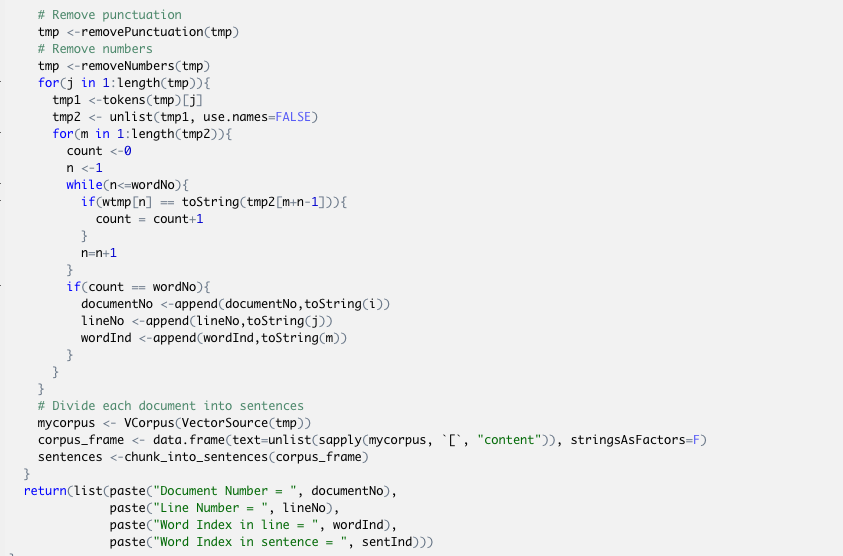 # Remove punctuation
tmp <-removePunctuation(tmp)
# Remove numbers
tmp <-removeNumbers(tmp)
for(j in 1:length(tmp)){
tmp1 <-tokens(tmp)[j]
tmp2 <- unlist(tmp1, use.names=FALSE)
for(m in 1:length(tmp2)){
count <-0
n <-1
while(n<=wordNo){
if(wtmp[n] == toString(tmp2[m+n-1])){
count = count+1
}
n=n+1
}
if(count == wordNo){
documentNo <-append(documentNo,toString(i))
lineNo <-append(lineNo,toString(j))
wordInd <-append(wordInd,toString(m))
}
}
}
# Divide each document into sentences
mycorpus <- VCorpus(VectorSource(tmp))
corpus_frame <- data.frame(text=unlist(sapply(mycorpus, `[`, "content")), stringsAsFactors=F)
sentences <-chunk_into_sentences(corpus_frame)
}
return(list(paste("Document Number = ", documentNo),
paste("Line Number = ", lineNo),
paste("Word Index in line = ", wordInd),
paste("Word Index in sentence = ", sentInd)))